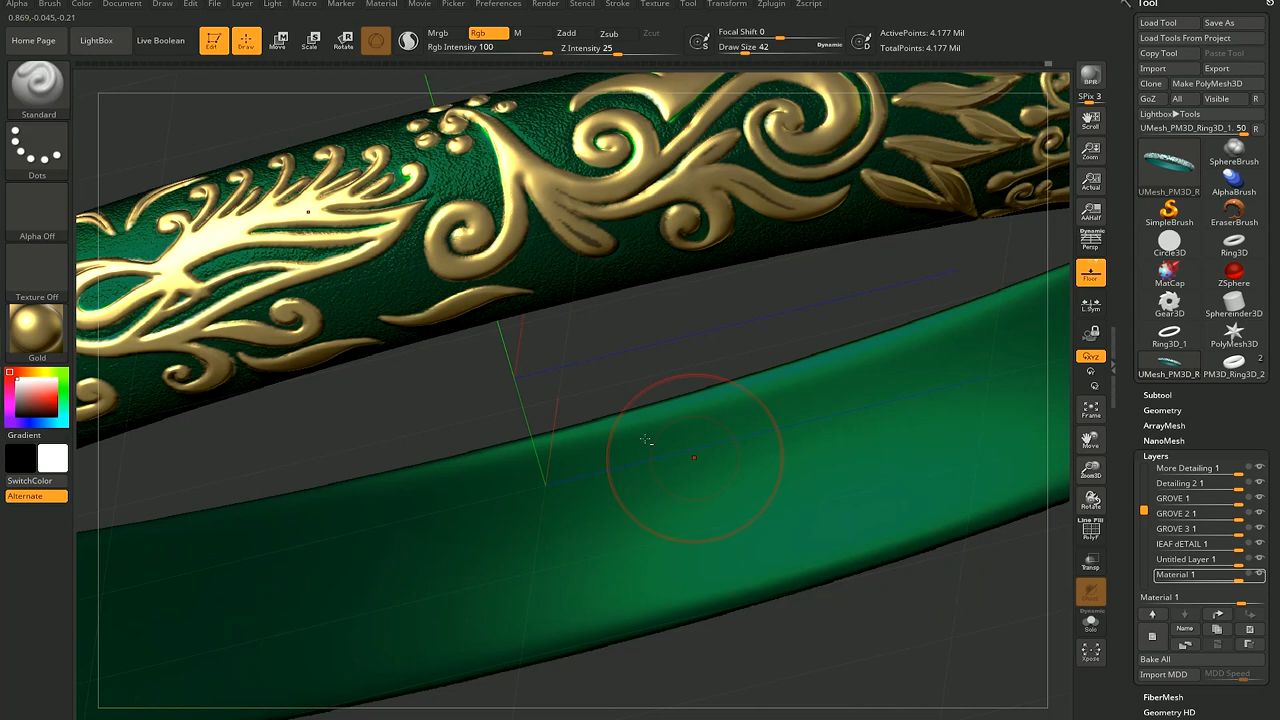 Alpha Brush Stroke Color Document Draw Edit File Layer Light Macro Marker Material Movie Picker Preferences Render Stencil Stroke Texture Tool Transform Zplugin Zscript
0.869,-0.045,-0.21
Home Page
LightBox
Live Boolean
Edit
Draw
Move
Scale
Rotate
Mrgb Rgb M Zadd Zsub Zcut
Rgb Intensity 100
Z Intensity 25
Focal Shift 0
Draw Size 42
Dynamic
ActivePoints: 4.177 Mil
TotalPoints: 4.177 Mil
Standard
Dots
Alpha Off
Texture Off
Gold
Gradient
SwitchColor
Alternate
BPR
SPix 3
Scroll
Zoom
Actual
AAHalf
Dynamic
Persp
Floor
L.Sym
XYZ
Frame
Move
Zoom3D
Rotate
Line Fill
PolyF
Transp
Dynamic
Solo
Xpose
Tool
Load Tool Save As
Load Tools From Project
Copy Tool Paste Tool
Import Export
Clone Make PolyMesh3D
GoZ All Visible R
Lightbox▶Tools
UMesh_PM3D_Ring3D_1. 50 R
UMesh_PM3D_R
SphereBrush
AlphaBrush
SimpleBrush EraserBrush
Circle3D Ring3D
MatCap ZSphere
Gear3D Sphereinder3D
Ring3D_1 PolyMesh3D
2
UMesh_PM3D_R PM3D_Ring3D_2
Subtool
Geometry
ArrayMesh
NanoMesh
Layers
More Detailing 1
Detailing 2 1
GROVE 1
GROVE 2 1
GROVE 3 1
lEAF dETAIL 1
Untitled Layer 1
Material 1
Material 1
Name
Bake All
Import MDD MDD Speed
FiberMesh
Geometry HD